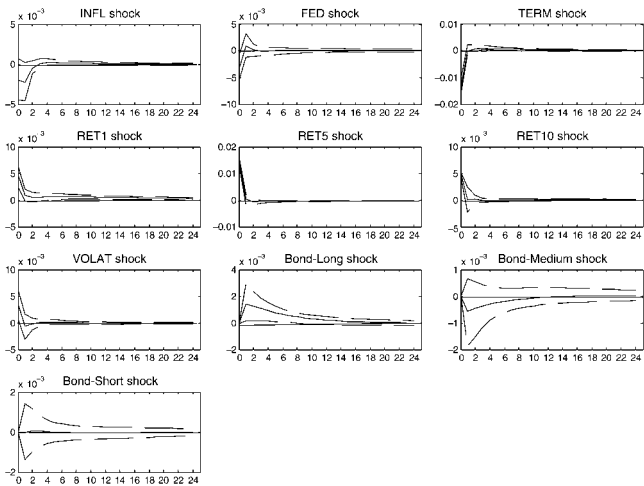 INFL shock
x 10⁻³
5
0
−5
0 2 4 6 8 10 12 14 16 18 20 22 24
FED shock
x 10⁻³
5
0
−5
−10
0 2 4 6 8 10 12 14 16 18 20 22 24
TERM shock
0.01
0
−0.01
−0.02
0 2 4 6 8 10 12 14 16 18 20 22 24
RET1 shock
x 10⁻³
10
5
0
−5
0 2 4 6 8 10 12 14 16 18 20 22 24
RET5 shock
0.02
0.01
0
−0.01
0 2 4 6 8 10 12 14 16 18 20 22 24
RET10 shock
x 10⁻³
10
5
0
−5
0 2 4 6 8 10 12 14 16 18 20 22 24
VOLAT shock
x 10⁻³
10
5
0
−5
0 2 4 6 8 10 12 14 16 18 20 22 24
Bond-Long shock
x 10⁻³
4
2
0
−2
0 2 4 6 8 10 12 14 16 18 20 22 24
Bond-Medium shock
x 10⁻³
1
0
−1
−2
0 2 4 6 8 10 12 14 16 18 20 22 24
Bond-Short shock
x 10⁻³
2
0
−2
0 2 4 6 8 10 12 14 16 18 20 22 24